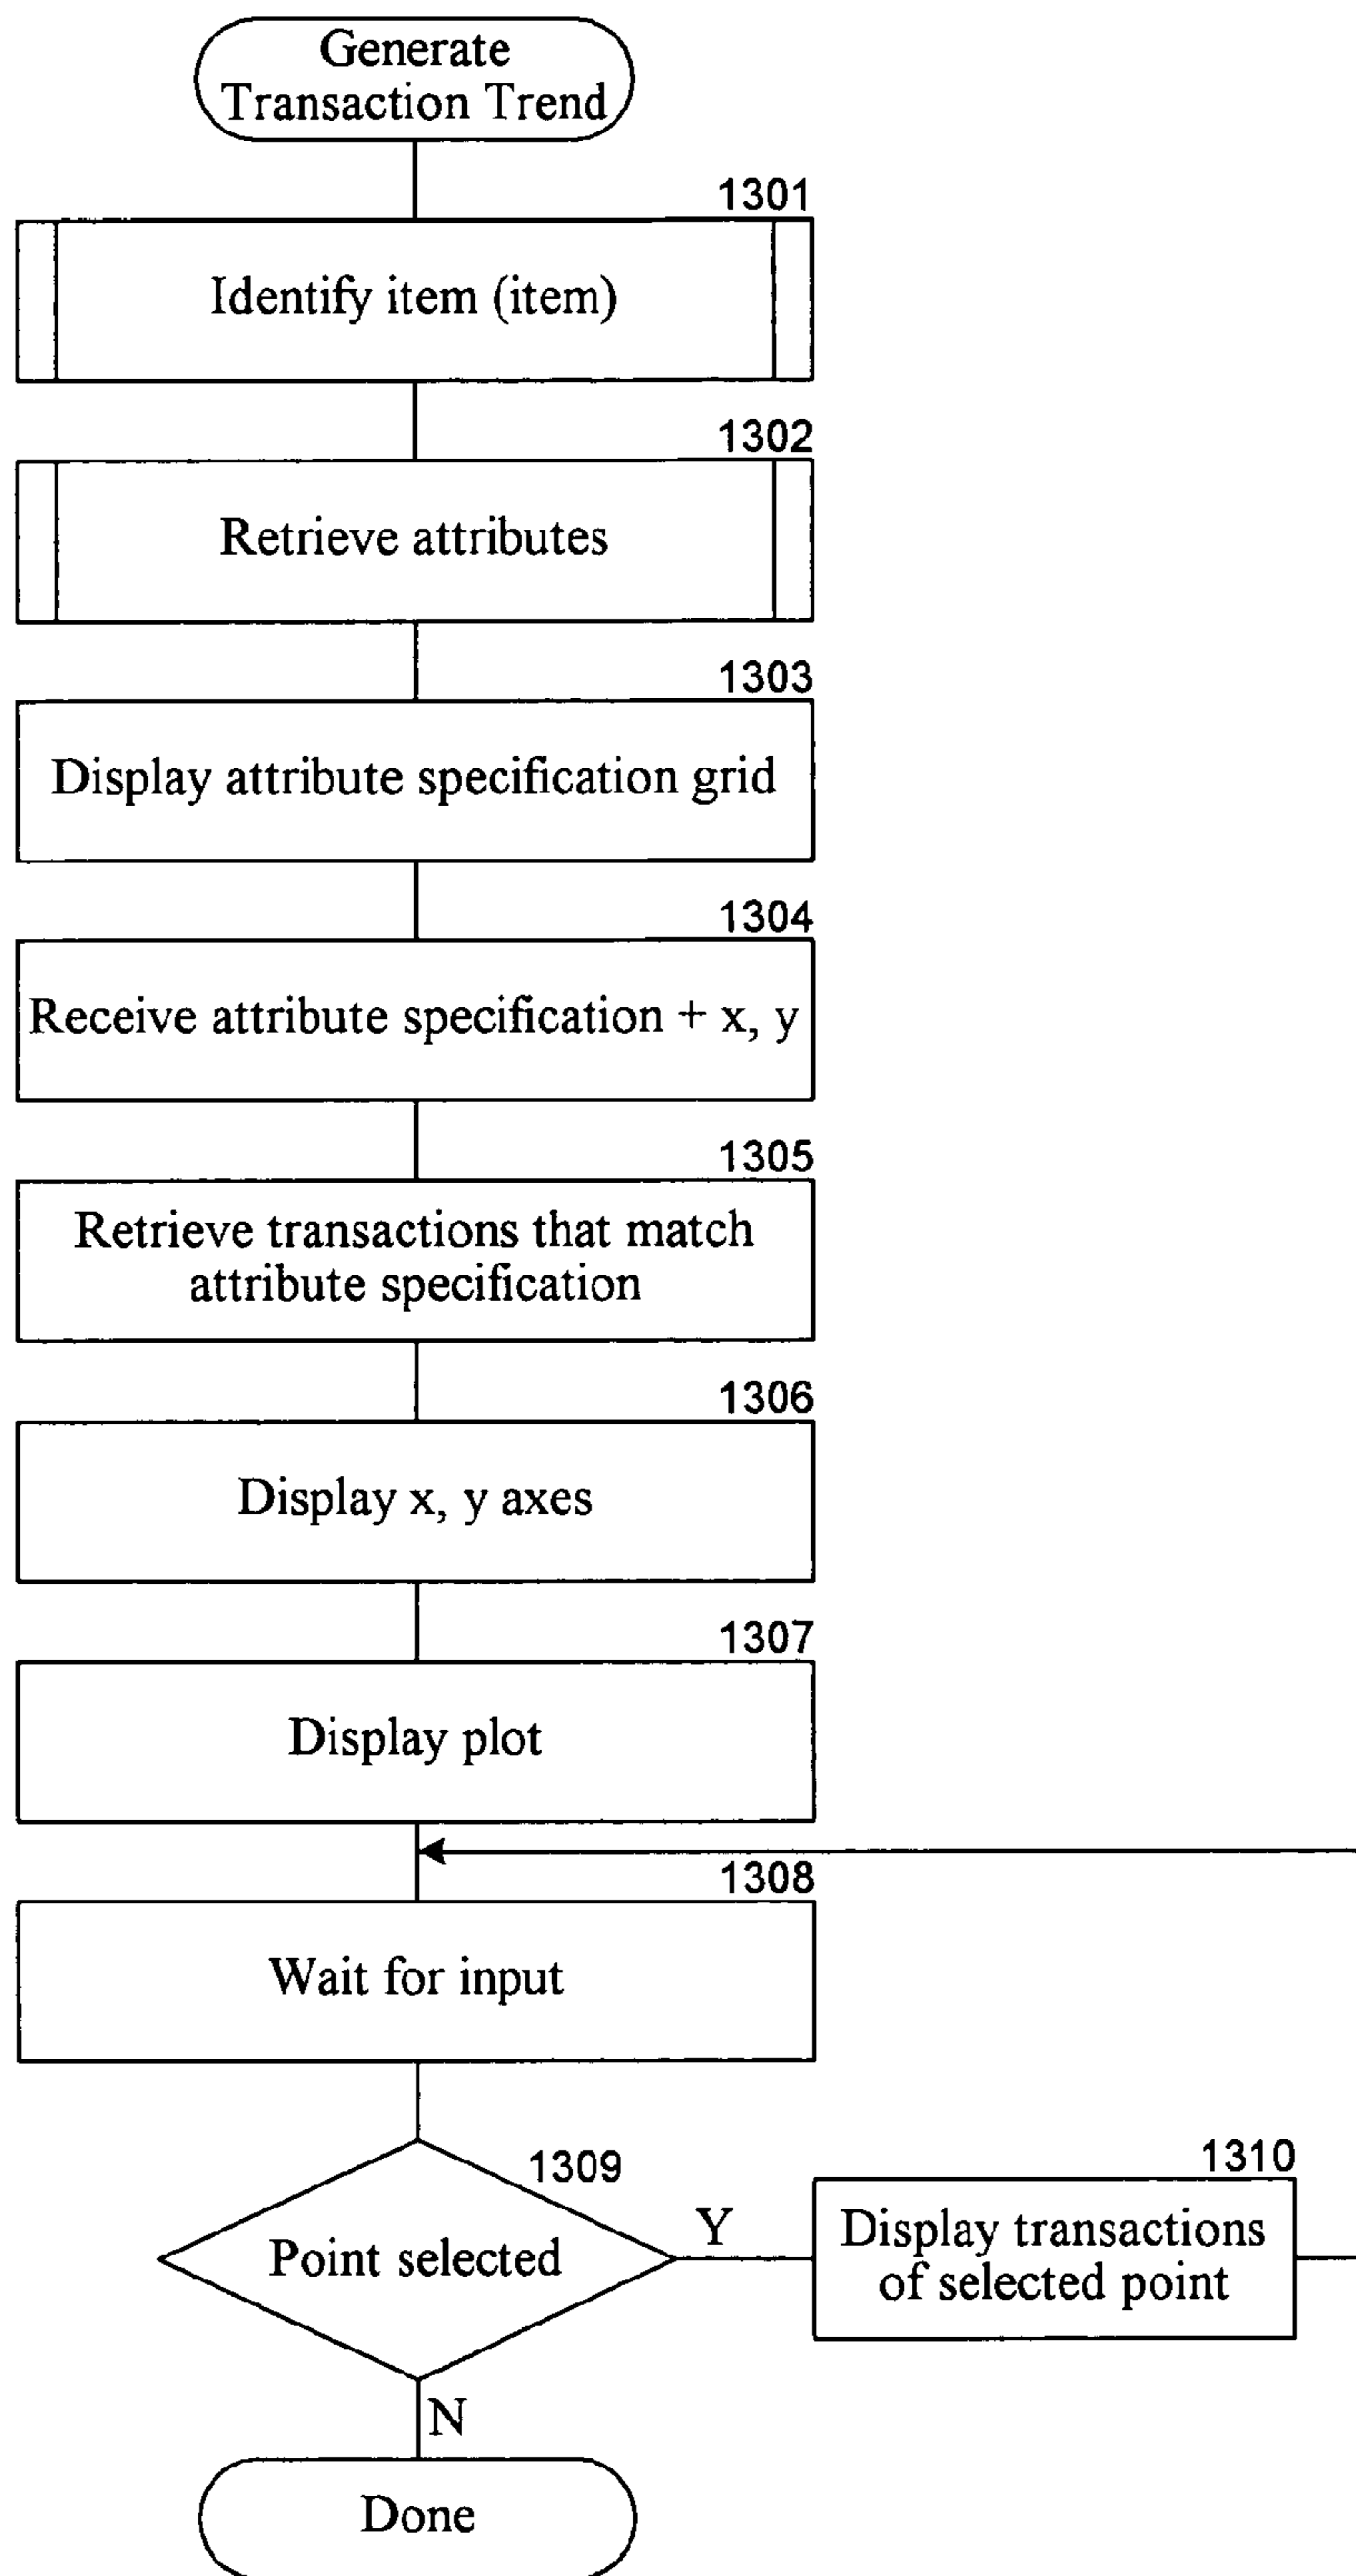 Generate
Transaction Trend
1301
Identify item (item)
1302
Retrieve attributes
1303
Display attribute specification grid
1304
Receive attribute specification + x, y
1305
Retrieve transactions that match
attribute specification
1306
Display x, y axes
1307
Display plot
1308
Wait for input
1309
Point selected
Y
1310
Display transactions
of selected point
N
Done